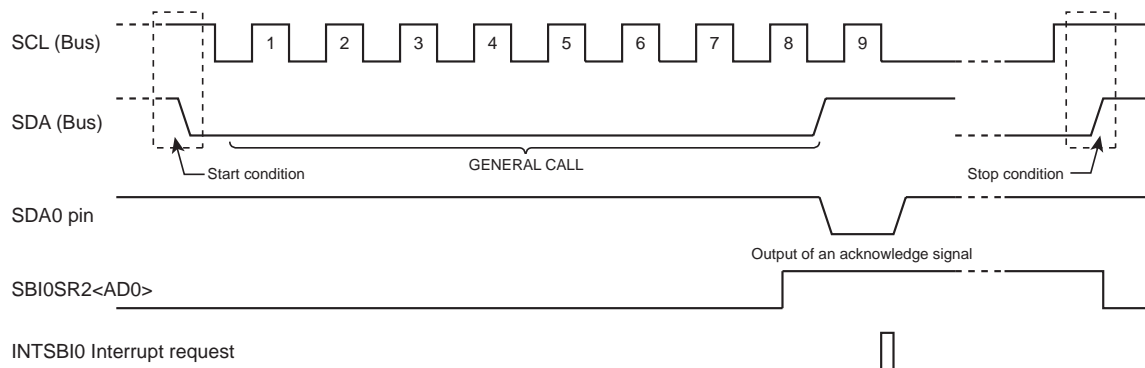 SCL (Bus)
1 2 3 4 5 6 7 8 9
SDA (Bus)
Start condition
GENERAL CALL
Stop condition
SDA0 pin
Output of an acknowledge signal
SBI0SR2<AD0>
INTSBI0 Interrupt request